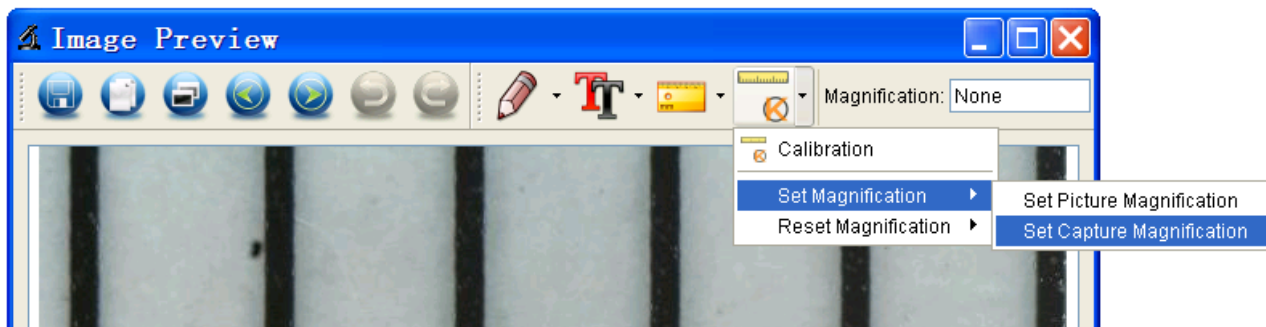 Image Preview
Magnification: None
Calibration
Set Magnification
Reset Magnification
Set Picture Magnification
Set Capture Magnification